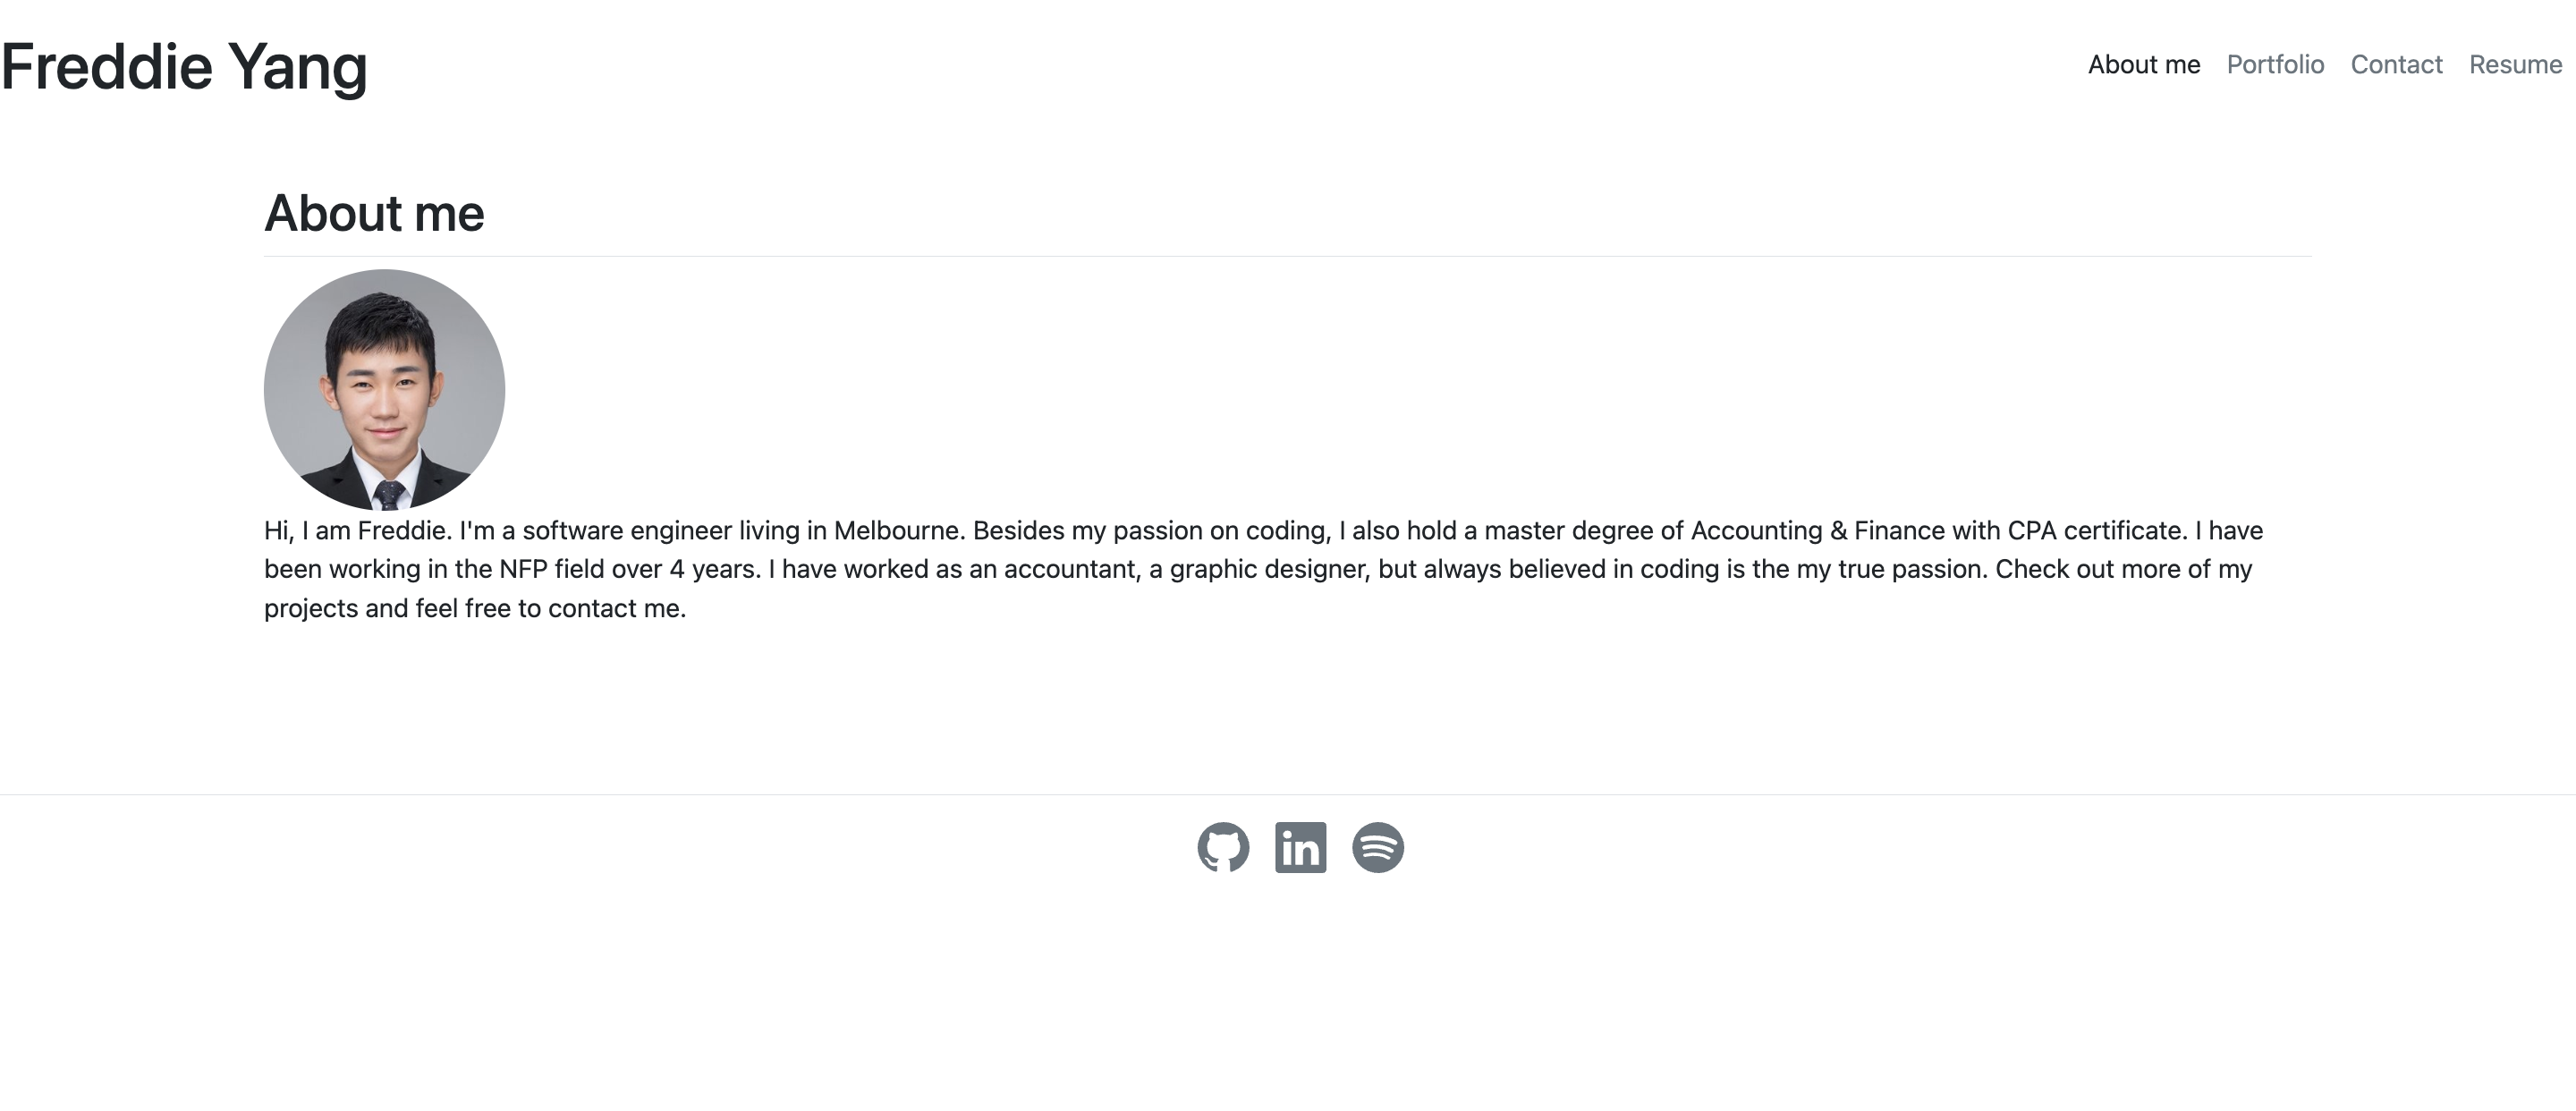 Freddie Yang
About me Portfolio Contact Resume
About me
Hi, I am Freddie. I'm a software engineer living in Melbourne. Besides my passion on coding, I also hold a master degree of Accounting & Finance with CPA certificate. I have
been working in the NFP field over 4 years. I have worked as an accountant, a graphic designer, but always believed in coding is the my true passion. Check out more of my
projects and feel free to contact me.
in